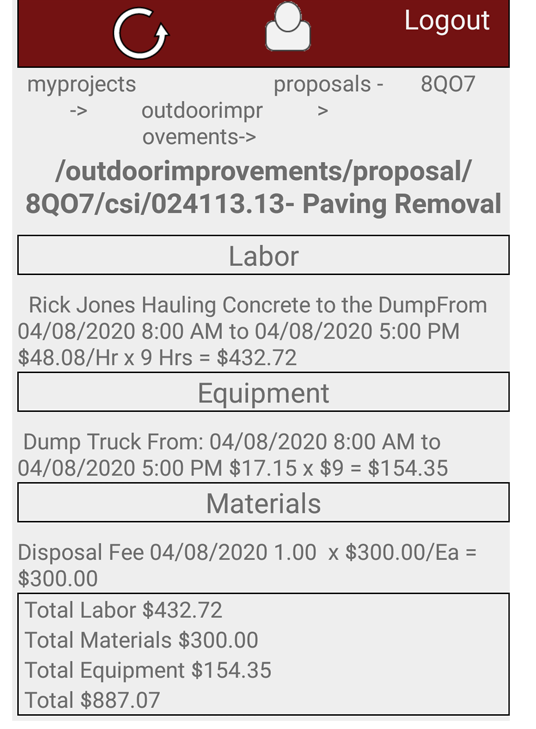 Logout
myprojects -> outdoorimprovements-> proposals -> 8QO7
/outdoorimprovements/proposal/
8QO7/csi/024113.13- Paving Removal
Labor
Rick Jones Hauling Concrete to the DumpFrom
04/08/2020 8:00 AM to 04/08/2020 5:00 PM
$48.08/Hr x 9 Hrs = $432.72
Equipment
Dump Truck From: 04/08/2020 8:00 AM to
04/08/2020 5:00 PM $17.15 x $9 = $154.35
Materials
Disposal Fee 04/08/2020 1.00 x $300.00/Ea =
$300.00
Total Labor $432.72
Total Materials $300.00
Total Equipment $154.35
Total $887.07